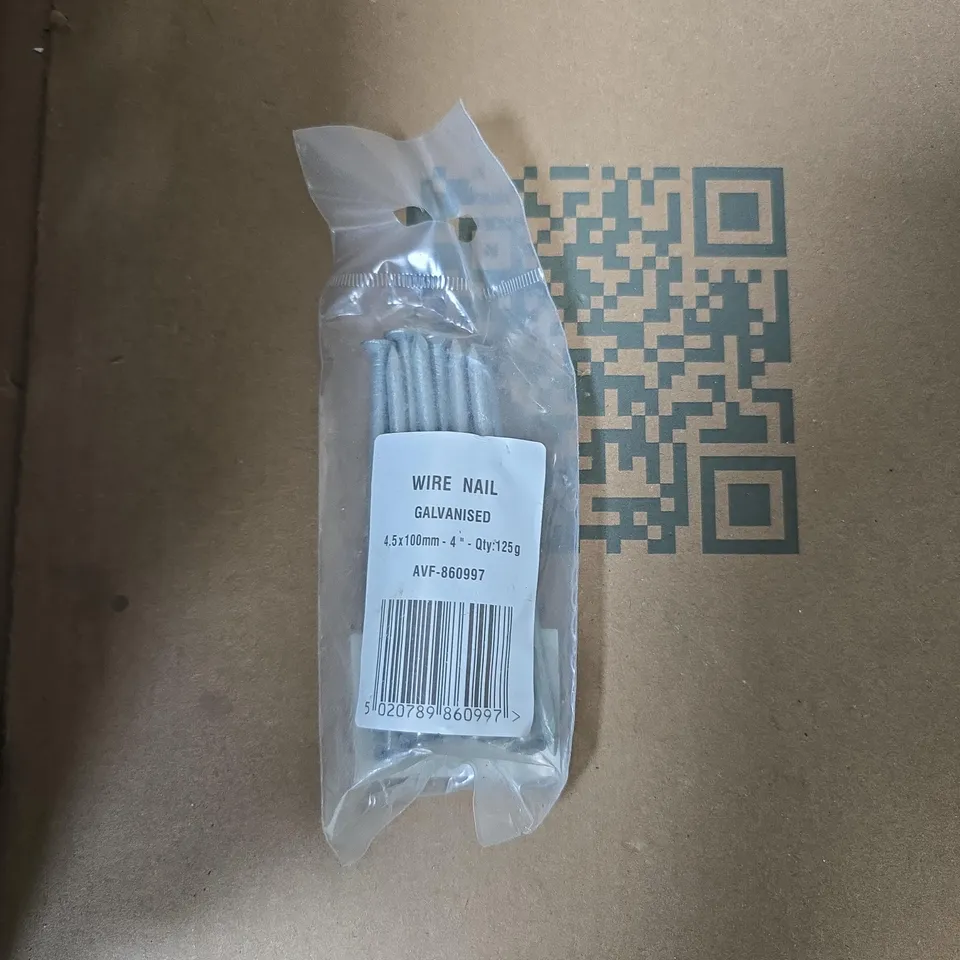 WIRE NAIL
GALVANISED
4.5x100mm - 4" - Qty:125g
AVF-860997
5 020789 860997 >